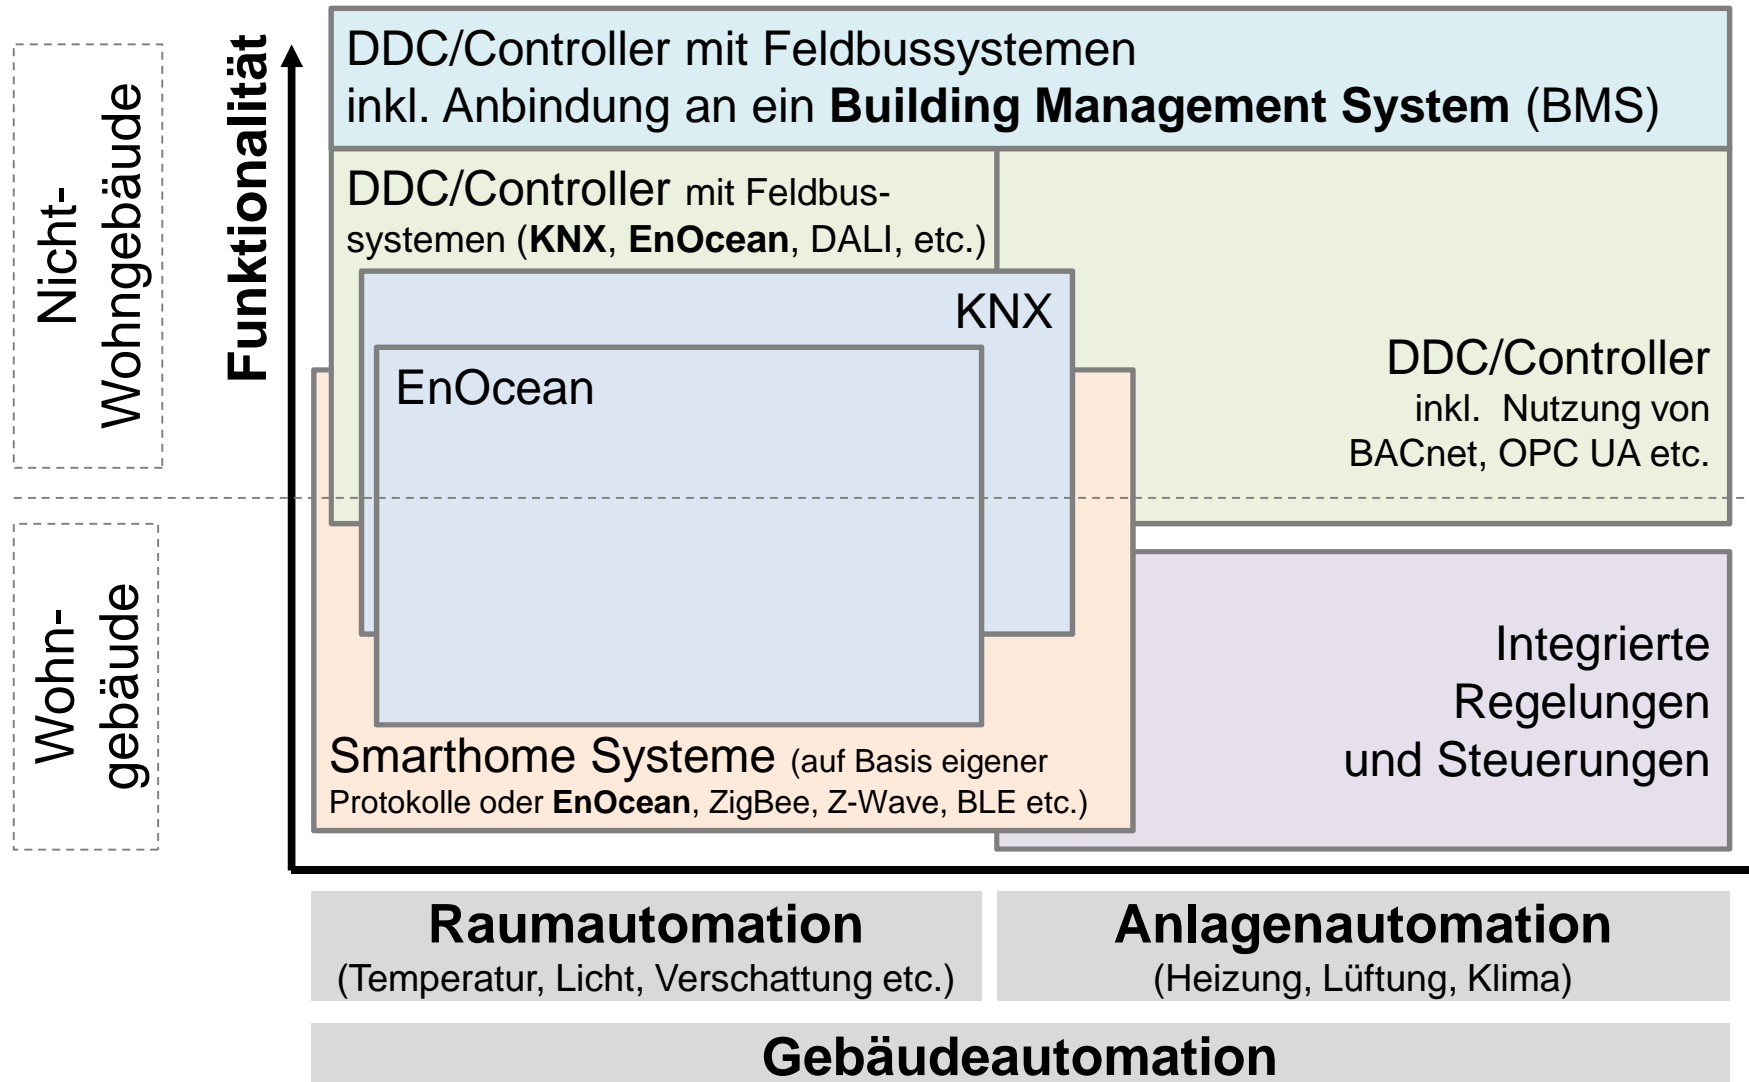 Nicht-
Wohngebäude
Wohn-
gebäude
Funktionalität
DDC/Controller mit Feldbussystemen
inkl. Anbindung an ein Building Management System (BMS)
DDC/Controller mit Feldbus-
systemen (KNX, EnOcean, DALI, etc.)
KNX
EnOcean
DDC/Controller
inkl. Nutzung von
BACnet, OPC UA etc.
Smarthome Systeme (auf Basis eigener
Protokolle oder EnOcean, ZigBee, Z-Wave, BLE etc.)
Integrierte
Regelungen
und Steuerungen
Raumautomation
(Temperatur, Licht, Verschattung etc.)
Anlagenautomation
(Heizung, Lüftung, Klima)
Gebäudeautomation